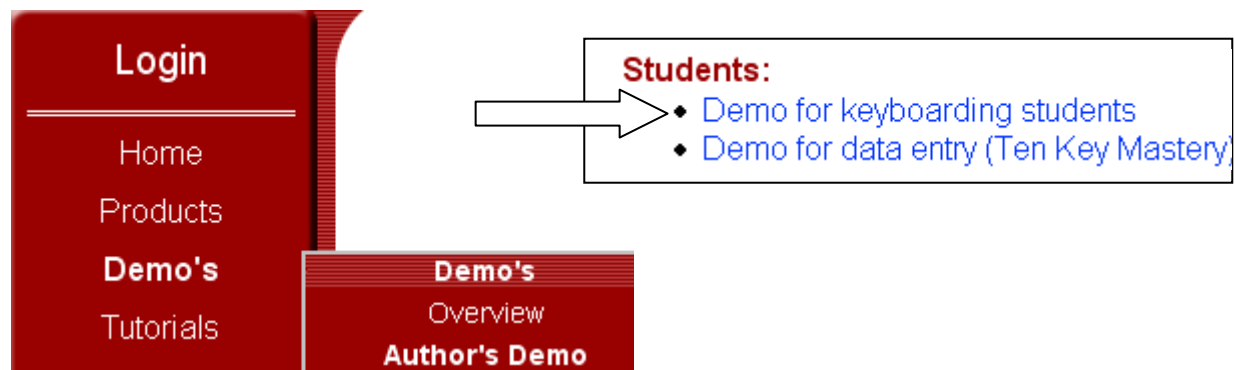 Login
Home
Products
Demo's
Tutorials
Demo's
Overview
Author's Demo
Students:
• Demo for keyboarding students
• Demo for data entry (Ten Key Mastery)